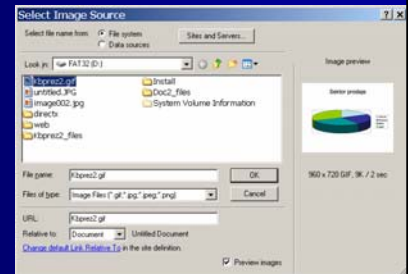 Select Image Source
Select file name from: File system Sites and Servers...
Data sources
Look in: FAT32 (D:)
Image preview
Kbprez2.gif
untitled.JPG
image002.jpg
directx
web
Kbprez2_files
Install
Doc2_files
System Volume Information
File name: Kbprez2.gif OK
Files of type: Image Files (*.gif;*.jpg;*.jpeg;*.png) Cancel
960 x 720 GIF, 9K / 2 sec
URL: Kbprez2.gif
Relative to: Document Untitled Document
Change default Link Relative To in the site definition.
Preview images